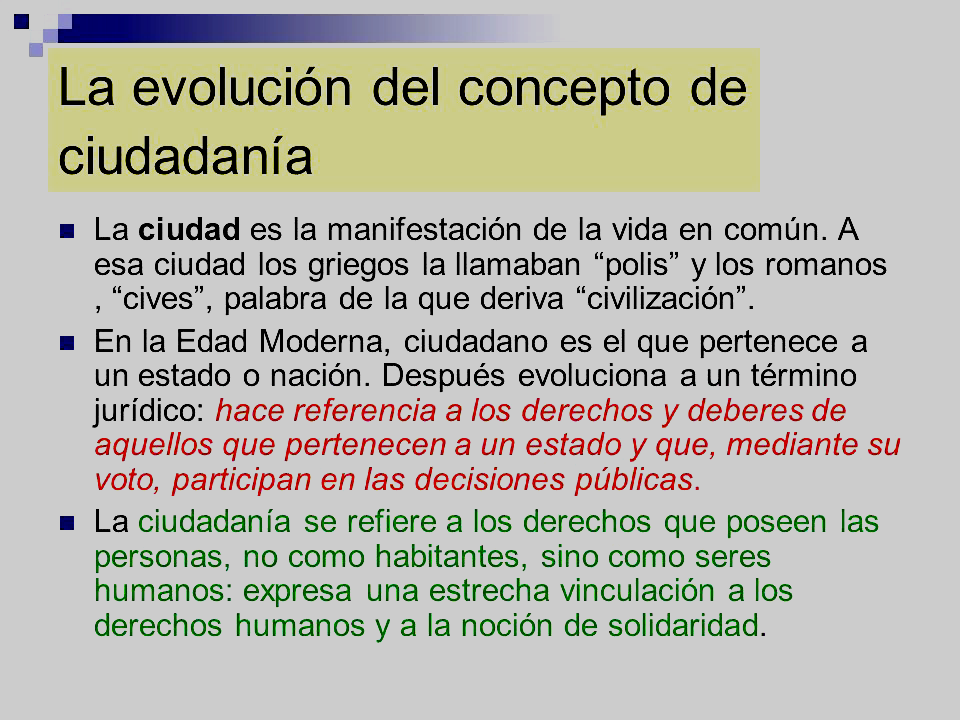 La evolución del concepto de
ciudadanía
La ciudad es la manifestación de la vida en común. A
esa ciudad los griegos la llamaban “polis” y los romanos
, “cives”, palabra de la que deriva “civilización”.
En la Edad Moderna, ciudadano es el que pertenece a
un estado o nación. Después evoluciona a un término
jurídico: hace referencia a los derechos y deberes de
aquellos que pertenecen a un estado y que, mediante su
voto, participan en las decisiones públicas.
La ciudadanía se refiere a los derechos que poseen las
personas, no como habitantes, sino como seres
humanos: expresa una estrecha vinculación a los
derechos humanos y a la noción de solidaridad.